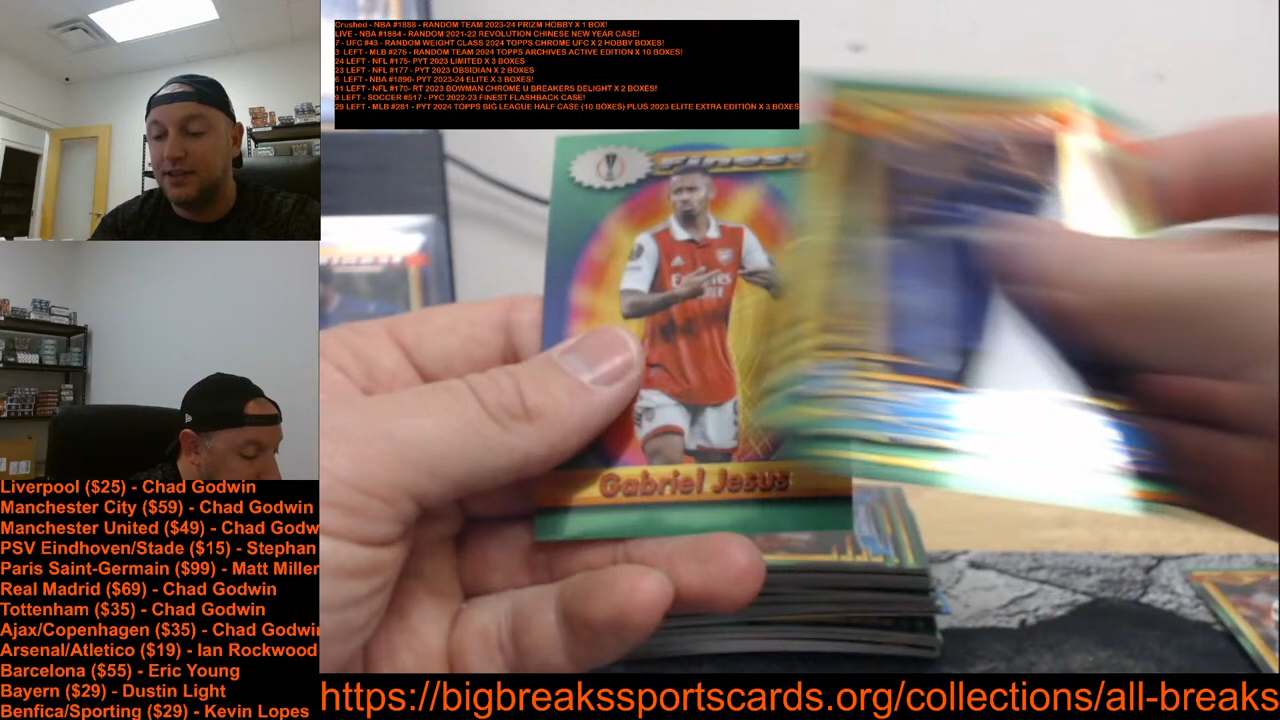 Crushed - NBA #1888 - RANDOM TEAM 2023-24 PRIZM HOBBY X 1 BOX!
LIVE - NBA #1884 - RANDOM 2021-22 REVOLUTION CHINESE NEW YEAR CASE!
7 - UFC #43 - RANDOM WEIGHT CLASS 2024 TOPPS CHROME UFC X 2 HOBBY BOXES!
3 LEFT - MLB #276 - RANDOM TEAM 2024 TOPPS ARCHIVES ACTIVE EDITION X 10 BOXES!
24 LEFT - NFL #175- PYT 2023 LIMITED X 3 BOXES
23 LEFT - NFL #177 - PYT 2023 OBSIDIAN X 2 BOXES
6 LEFT - NBA #1890- PYT 2023-24 ELITE X 3 BOXES!
11 LEFT - NFL #170- RT 2023 BOWMAN CHROME U BREAKERS DELIGHT X 2 BOXES!
9 LEFT - SOCCER #517 - PYC 2022-23 FINEST FLASHBACK CASE!
29 LEFT - MLB #281 - PYT 2024 TOPPS BIG LEAGUE HALF CASE (10 BOXES) PLUS 2023 ELITE EXTRA EDITION X 3 BOXES
Finest
Gabriel Jesus
Liverpool ($25) - Chad Godwin
Manchester City ($59) - Chad Godwin
Manchester United ($49) - Chad Godw
PSV Eindhoven/Stade ($15) - Stephan
Paris Saint-Germain ($99) - Matt Miller
Real Madrid ($69) - Chad Godwin
Tottenham ($35) - Chad Godwin
Ajax/Copenhagen ($35) - Chad Godwin
Arsenal/Atletico ($19) - Ian Rockwood
Barcelona ($55) - Eric Young
Bayern ($29) - Dustin Light
Benfica/Sporting ($29) - Kevin Lopes
https://bigbreakssportscards.org/collections/all-breaks